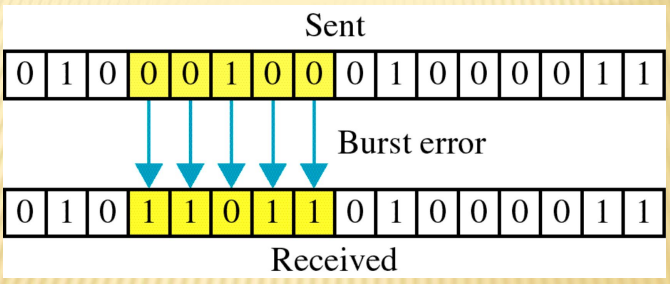 Sent
0 1 0 0 0 1 0 0 0 1 0 0 0 0 1 1
Burst error
0 1 0 1 1 0 1 1 0 1 0 0 0 0 1 1
Received